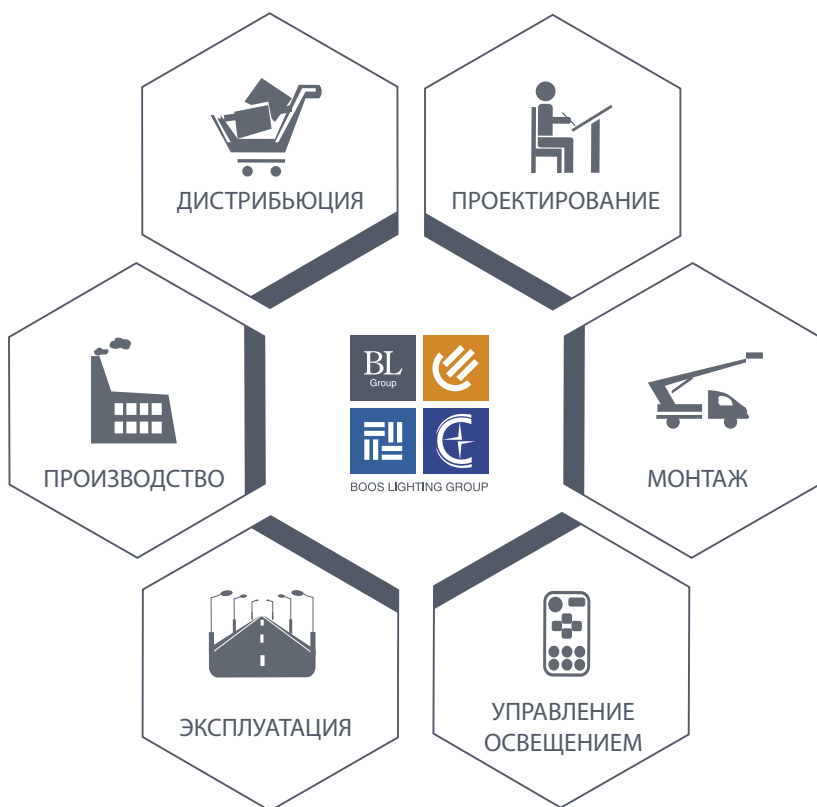 ДИСТРИБЬЮЦИЯ
ПРОЕКТИРОВАНИЕ
ПРОИЗВОДСТВО
BL
Group
BOOS LIGHTING GROUP
МОНТАЖ
ЭКСПЛУАТАЦИЯ
УПРАВЛЕНИЕ
ОСВЕЩЕНИЕМ